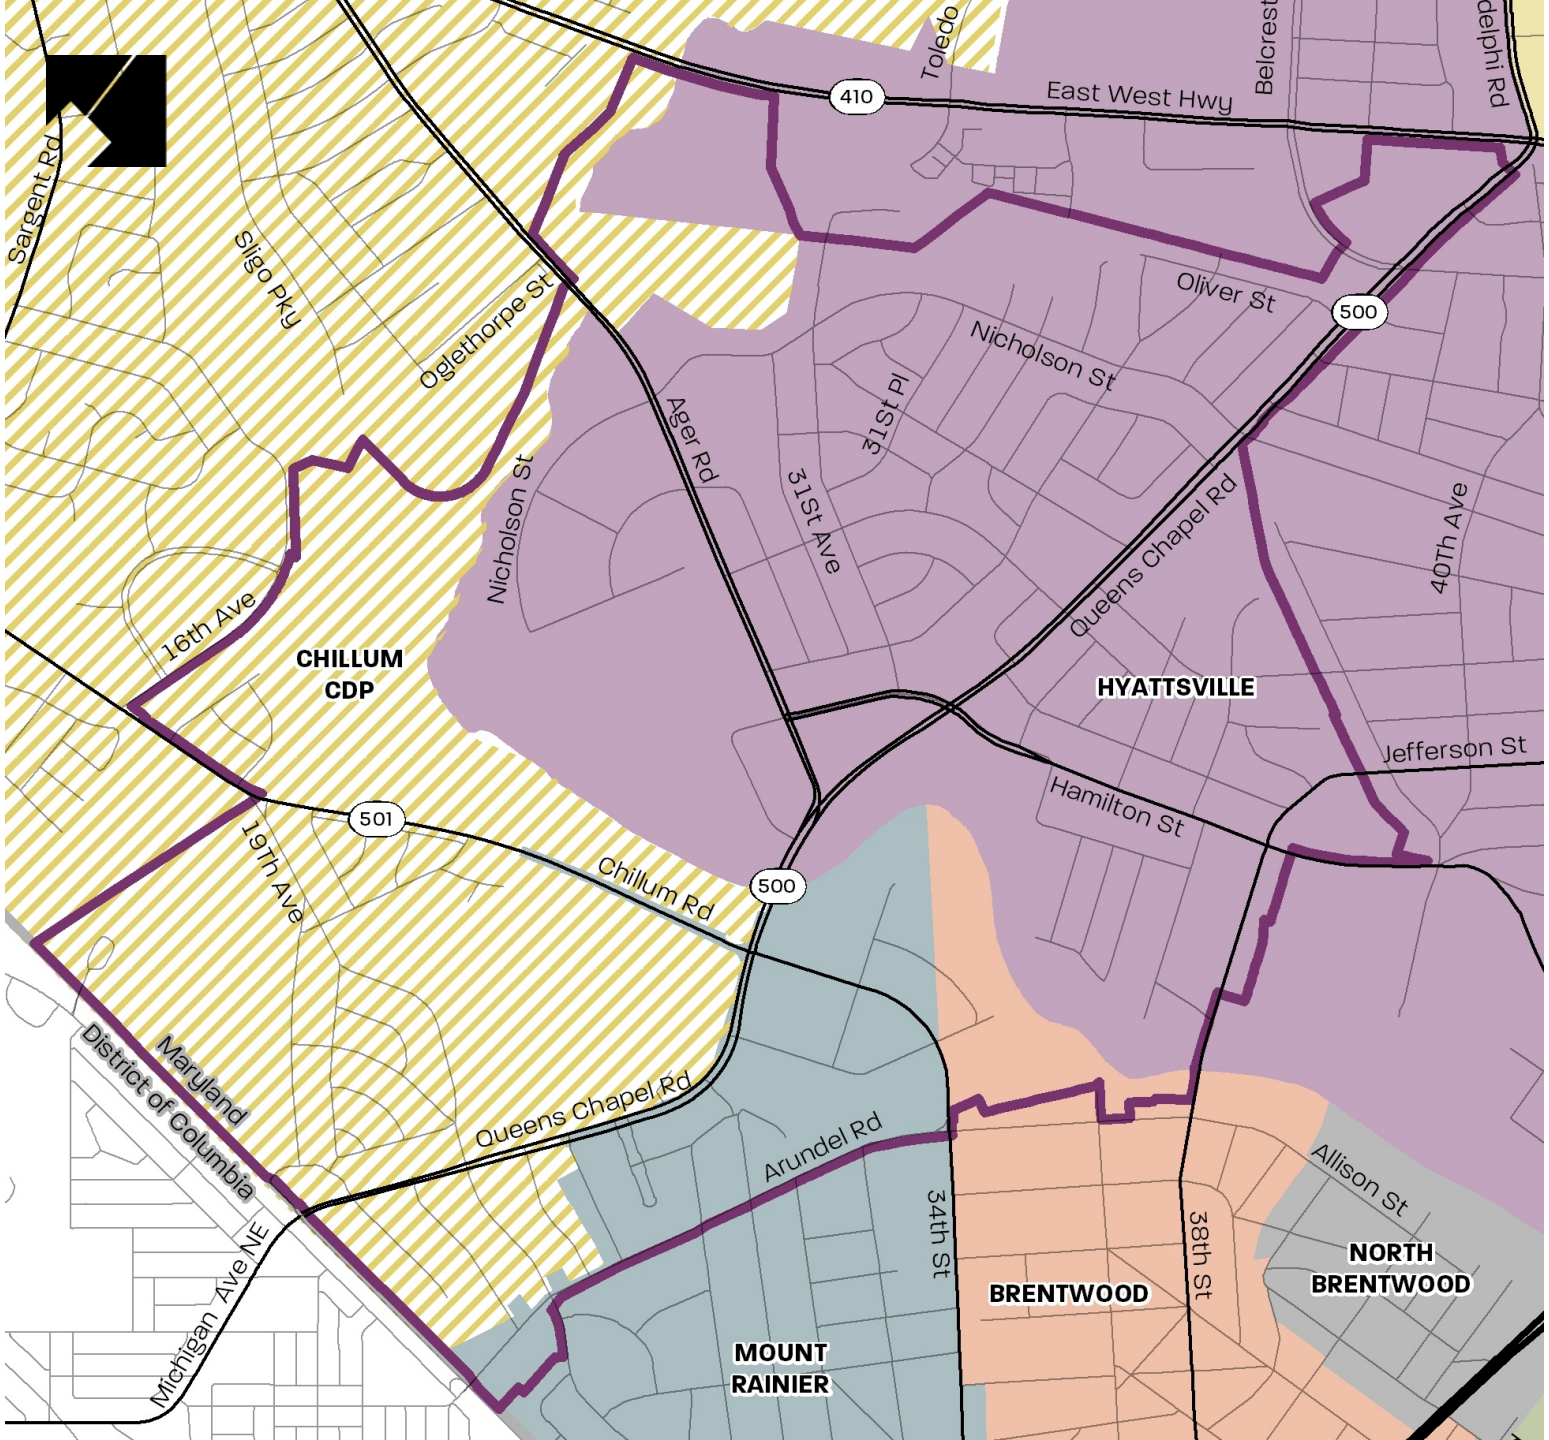 Toledo
Belcrest
delphi Rd
410
East West Hwy
Sargent Rd
Sligo Pky
Oglethorpe St
Oliver St
500
Nicholson St
31St Pl
Ager Rd
Nicholson St
31St Ave
Queens Chapel Rd
40Th Ave
16th Ave
CHILLUM
CDP
HYATTSVILLE
Jefferson St
Hamilton St
501
19Th Ave
Chillum Rd
500
Maryland
District of Columbia
Queens Chapel Rd
Arundel Rd
Allison St
34th St
38th St
Michigan Ave NE
NORTH
BRENTWOOD
BRENTWOOD
MOUNT
RAINIER